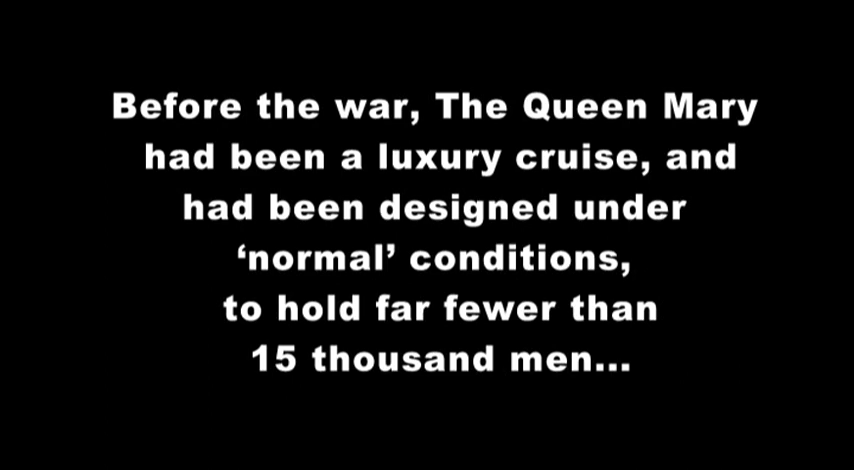 Before the war, The Queen Mary
had been a luxury cruise, and
had been designed under
‘normal’ conditions,
to hold far fewer than
15 thousand men...